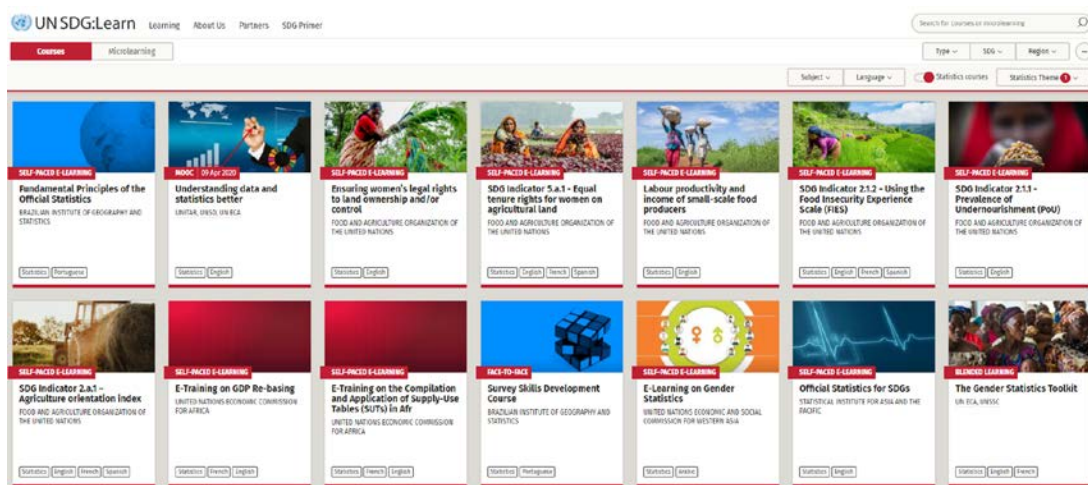 UN SDG:Learn Learning About Us Partners SDG Primer Search for courses or microlearning
Courses Microlearning Type SDG Region
Subject Language Statistics courses Statistics Theme 1
SELF-PACED E-LEARNING
Fundamental Principles of the
Official Statistics
BRAZILIAN INSTITUTE OF GEOGRAPHY AND
STATISTICS
Statistics Portuguese
MOOC 09 Apr 2020
Understanding data and
statistics better
UNITAR, UNSD, UN ECA
Statistics English
SELF-PACED E-LEARNING
Ensuring women's legal rights
to land ownership and/or
control
FOOD AND AGRICULTURE ORGANIZATION OF
THE UNITED NATIONS
Statistics English
SELF-PACED E-LEARNING
SDG Indicator 5.a.1 - Equal
tenure rights for women on
agricultural land
FOOD AND AGRICULTURE ORGANIZATION OF
THE UNITED NATIONS
Statistics English French Spanish
SELF-PACED E-LEARNING
Labour productivity and
income of small-scale food
producers
FOOD AND AGRICULTURE ORGANIZATION OF
THE UNITED NATIONS
Statistics English
SELF-PACED E-LEARNING
SDG Indicator 2.1.2 - Using the
Food Insecurity Experience
Scale (FIES)
FOOD AND AGRICULTURE ORGANIZATION OF
THE UNITED NATIONS
Statistics English French Spanish
SELF-PACED E-LEARNING
SDG Indicator 2.1.1 -
Prevalence of
Undernourishment (PoU)
FOOD AND AGRICULTURE ORGANIZATION OF
THE UNITED NATIONS
Statistics English
SELF-PACED E-LEARNING
SDG Indicator 2.a.1 -
Agriculture orientation index
FOOD AND AGRICULTURE ORGANIZATION OF
THE UNITED NATIONS
Statistics English French Spanish
SELF-PACED E-LEARNING
E-Training on GDP Re-basing
UNITED NATIONS ECONOMIC COMMISSION
FOR AFRICA
Statistics French English
SELF-PACED E-LEARNING
E-Training on the Compilation
and Application of Supply-Use
Tables (SUTs) in Afr
UNITED NATIONS ECONOMIC COMMISSION
FOR AFRICA
Statistics French English
FACE-TO-FACE
Survey Skills Development
Course
BRAZILIAN INSTITUTE OF GEOGRAPHY AND
STATISTICS
Statistics Portuguese
SELF-PACED E-LEARNING
E-Learning on Gender
Statistics
UNITED NATIONS ECONOMIC AND SOCIAL
COMMISSION FOR WESTERN ASIA
Statistics Arabic
SELF-PACED E-LEARNING
Official Statistics for SDGs
STATISTICAL INSTITUTE FOR ASIA AND THE
PACIFIC
Statistics English
BLENDED LEARNING
The Gender Statistics Toolkit
UN ECA, UNSSC
Statistics English French